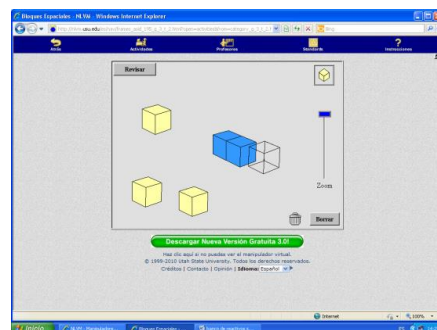 Bloques Espaciales - NLVM - Windows Internet Explorer
Inicio Actividades Profesores Standards Instrucciones
Revisar
Zoom
Borrar
Descargar Nueva Versión Gratuita 3.0!
Haz clic aquí si no puedes ver el manipulador virtual.
© 1999-2010 Utah State University. Todos los derechos reservados.
Créditos | Contacto | Opinión | Idioma: Español
Internet
100%
Inicio